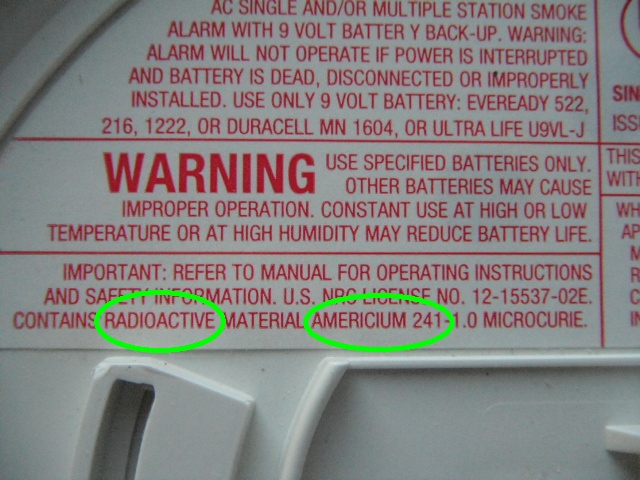 AC SINGLE AND/OR MULTIPLE STATION SMOKE
ALARM WITH 9 VOLT BATTER Y BACK-UP. WARNING:
ALARM WILL NOT OPERATE IF POWER IS INTERRUPTED
AND BATTERY IS DEAD, DISCONNECTED OR IMPROPERLY
INSTALLED. USE ONLY 9 VOLT BATTERY: EVEREADY 522,
216, 1222, OR DURACELL MN 1604, OR ULTRA LIFE U9VL-J
WARNING USE SPECIFIED BATTERIES ONLY.
OTHER BATTERIES MAY CAUSE
IMPROPER OPERATION. CONSTANT USE AT HIGH OR LOW
TEMPERATURE OR AT HIGH HUMIDITY MAY REDUCE BATTERY LIFE.
IMPORTANT: REFER TO MANUAL FOR OPERATING INSTRUCTIONS
AND SAFETY INFORMATION. U.S. NRC LICENSE NO. 12-15537-02E.
CONTAINS RADIOACTIVE MATERIAL AMERICIUM 241-1.0 MICROCURIE.
SIN
ISS
THIS
WITH
WH
AP